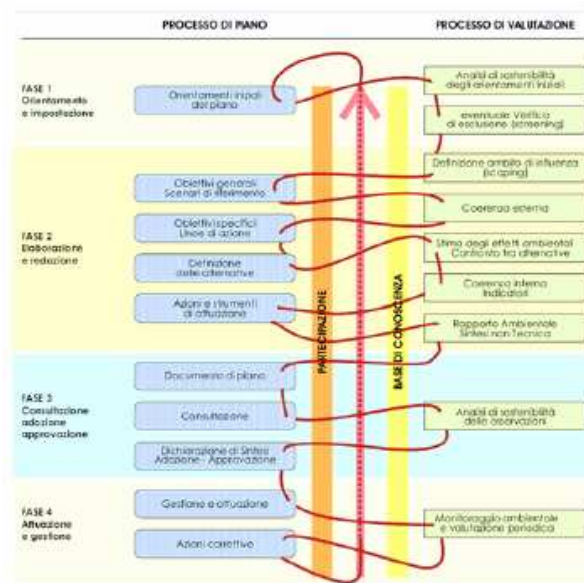 PROCESSO DI PIANO
PROCESSO DI VALUTAZIONE
FASE 1
Orientamento
e impostazione
Orientamenti iniziali
del piano
Analisi di sostenibilità
degli orientamenti iniziali
eventuale Verifica
di esclusione (screening)
FASE 2
Elaborazione
e redazione
Obiettivi generali
Scenari di riferimento
Obiettivi specifici
Linee di azione
Definizione
delle alternative
Azioni e strumenti
di attuazione
Definizione ambito di influenza
(scoping)
Coerenza esterna
Stima degli effetti ambientali
Confronto tra alternative
Coerenza interna
Indicatori
Rapporto Ambientale
Sintesi non Tecnica
PARTECIPAZIONE
BASE DI CONOSCENZA
FASE 3
Consultazione
adozione
approvazione
Documento di piano
Consultazione
Dichiarazione di Sintesi
Adozione - Approvazione
Analisi di sostenibilità
delle osservazioni
FASE 4
Attuazione
e gestione
Gestione e attuazione
Azioni correttive
Monitoraggio ambientale
e valutazione periodica